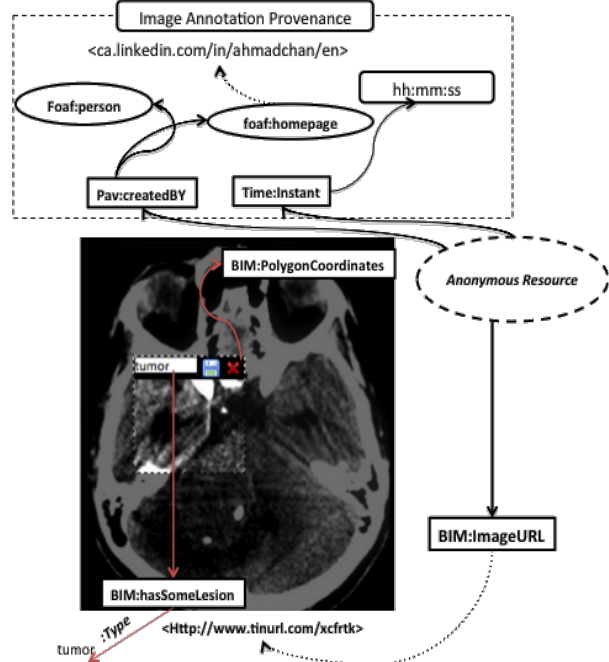 Image Annotation Provenance
<ca.linkedin.com/in/ahmadchan/en>
hh:mm:ss
Foaf:person
foaf:homepage
Pav:createdBY
Time:Instant
BIM:PolygonCoordinates
Anonymous Resource
tumor
BIM:ImageURL
BIM:hasSomeLesion
<Http://www.tinurl.com/xcfrtk>
:Type
tumor